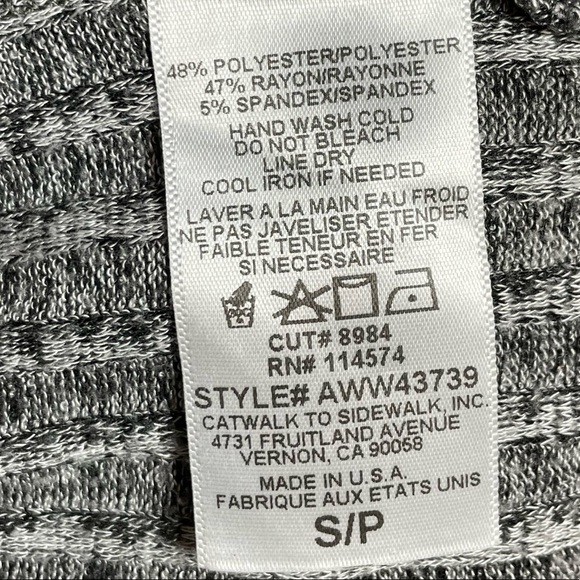 48% POLYESTER/POLYESTER
47% RAYON/RAYONNE
5% SPANDEX/SPANDEX
HAND WASH COLD
DO NOT BLEACH
LINE DRY
COOL IRON IF NEEDED
LAVER A LA MAIN EAU FROID
NE PAS JAVELISER ETENDER
FAIBLE TENEUR EN FER
SI NECESSAIRE
CUT# 8984
RN# 114574
STYLE# AWW43739
CATWALK TO SIDEWALK, INC.
4731 FRUITLAND AVENUE
VERNON, CA 90058
MADE IN U.S.A.
FABRIQUE AUX ETATS UNIS
S/P